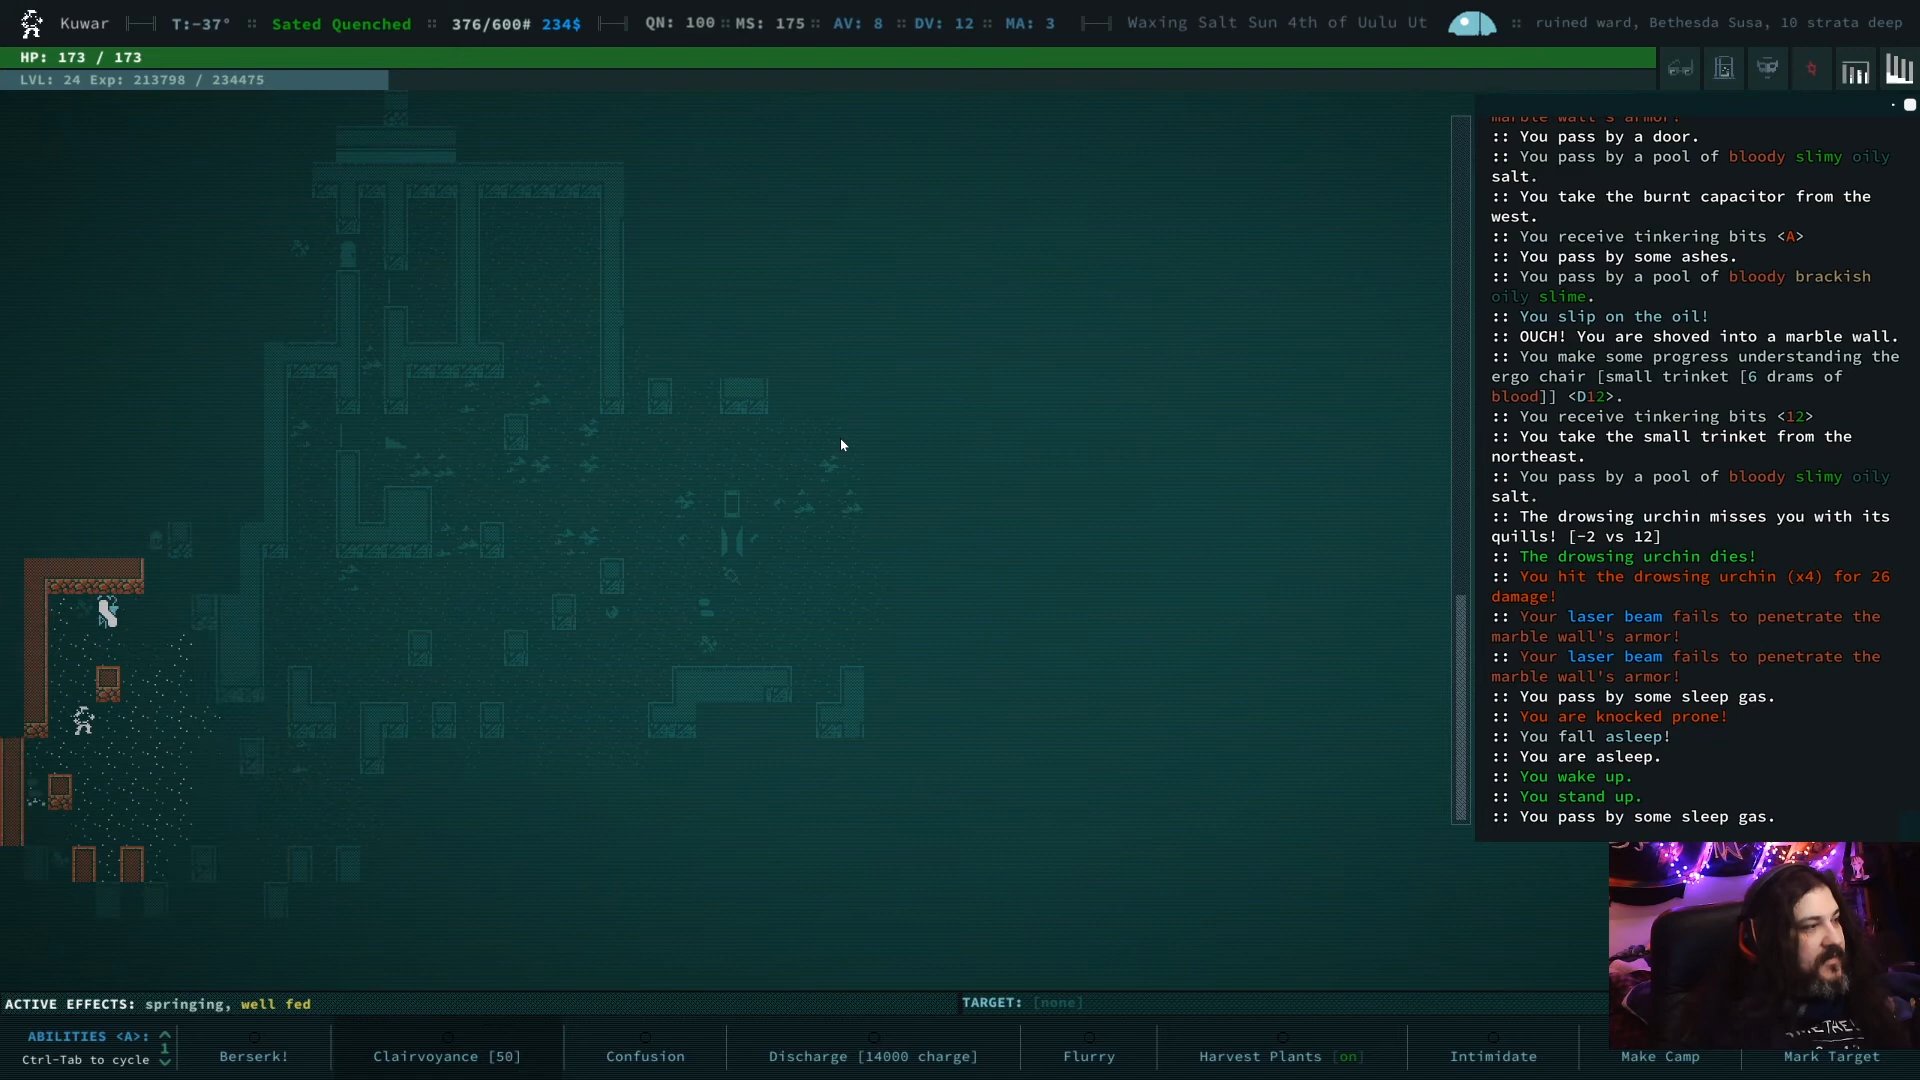 Kuwar T:-37° :: Sated Quenched :: 376/600# 234$ QN: 100 :: MS: 175 :: AV: 8 :: DV: 12 :: MA: 3 Waxing Salt Sun 4th of Uulu Ut :: ruined ward, Bethesda Susa, 10 strata deep
HP: 173 / 173
LVL: 24 Exp: 213798 / 234475
marble wall's armor!
:: You pass by a door.
:: You pass by a pool of bloody slimy oily
salt.
:: You take the burnt capacitor from the
west.
:: You receive tinkering bits <A>
:: You pass by some ashes.
:: You pass by a pool of bloody brackish
oily slime.
:: You slip on the oil!
:: OUCH! You are shoved into a marble wall.
:: You make some progress understanding the
ergo chair [small trinket [6 drams of
blood]] <D12>.
:: You receive tinkering bits <12>
:: You take the small trinket from the
northeast.
:: You pass by a pool of bloody slimy oily
salt.
:: The drowsing urchin misses you with its
quills! [-2 vs 12]
:: The drowsing urchin dies!
:: You hit the drowsing urchin (x4) for 26
damage!
:: Your laser beam fails to penetrate the
marble wall's armor!
:: Your laser beam fails to penetrate the
marble wall's armor!
:: You pass by some sleep gas.
:: You are knocked prone!
:: You fall asleep!
:: You are asleep.
:: You wake up.
:: You stand up.
:: You pass by some sleep gas.
ACTIVE EFFECTS: springing, well fed TARGET: [none]
ABILITIES <A>: 1
Ctrl-Tab to cycle
Berserk! Clairvoyance [50] Confusion Discharge [14000 charge] Flurry Harvest Plants [on] Intimidate Make Camp Mark Target